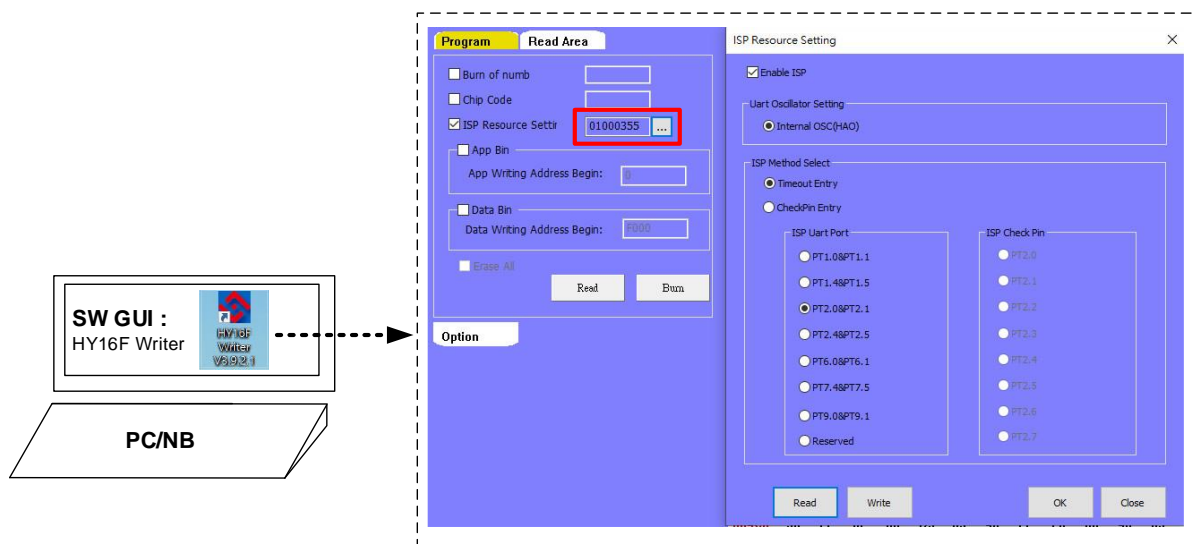 SW GUI :
HY16F Writer
HY16F
Writer
V3.9.2.1
PC/NB
Program
Read Area
Burn of numb
Chip Code
ISP Resource Settir
01000355
...
App Bin
App Writing Address Begin:
0
Data Bin
Data Writing Address Begin:
F000
Erase All
Read
Burn
Option
ISP Resource Setting
Enable ISP
Uart Oscillator Setting
Internal OSC(HAO)
ISP Method Select
Timeout Entry
CheckPin Entry
ISP Uart Port
PT1.0&PT1.1
PT1.4&PT1.5
PT2.0&PT2.1
PT2.4&PT2.5
PT6.0&PT6.1
PT7.4&PT7.5
PT9.0&PT9.1
Reserved
ISP Check Pin
PT2.0
PT2.1
PT2.2
PT2.3
PT2.4
PT2.5
PT2.6
PT2.7
Read
Write
OK
Close